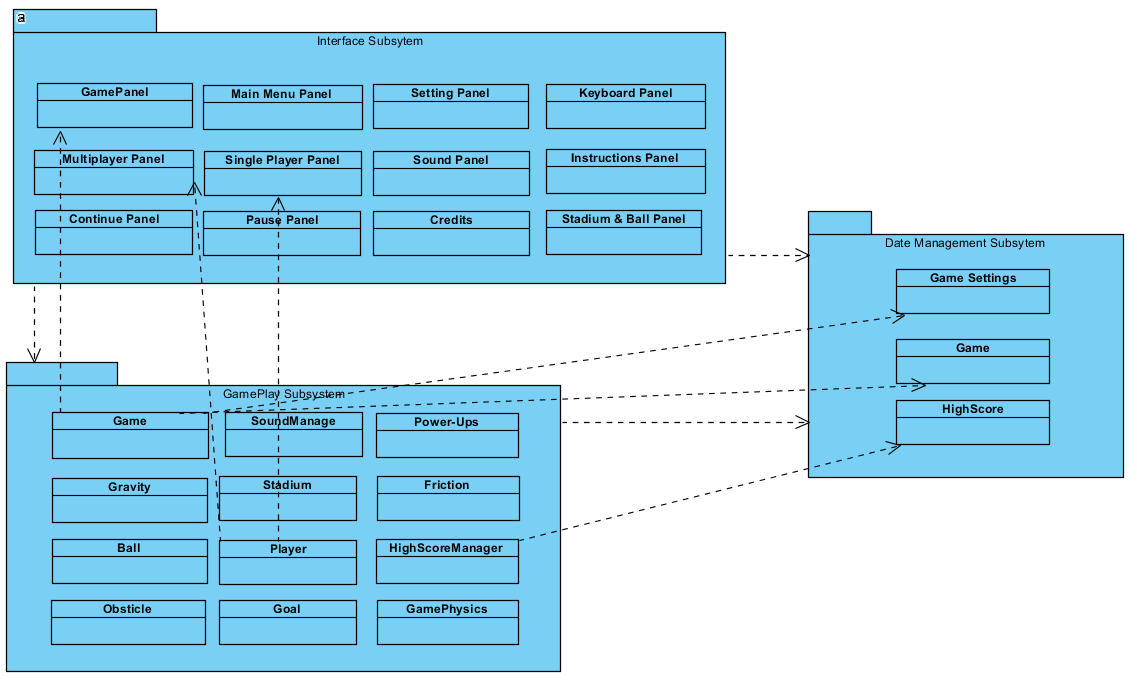 a
Interface Subsytem
GamePanel
Main Menu Panel
Setting Panel
Keyboard Panel
Multiplayer Panel
Single Player Panel
Sound Panel
Instructions Panel
Continue Panel
Pause Panel
Credits
Stadium & Ball Panel
Date Management Subsytem
Game Settings
Game
HighScore
GamePlay Subsystem
Game
SoundManage
Power-Ups
Gravity
Stadium
Friction
Ball
Player
HighScoreManager
Obsticle
Goal
GamePhysics